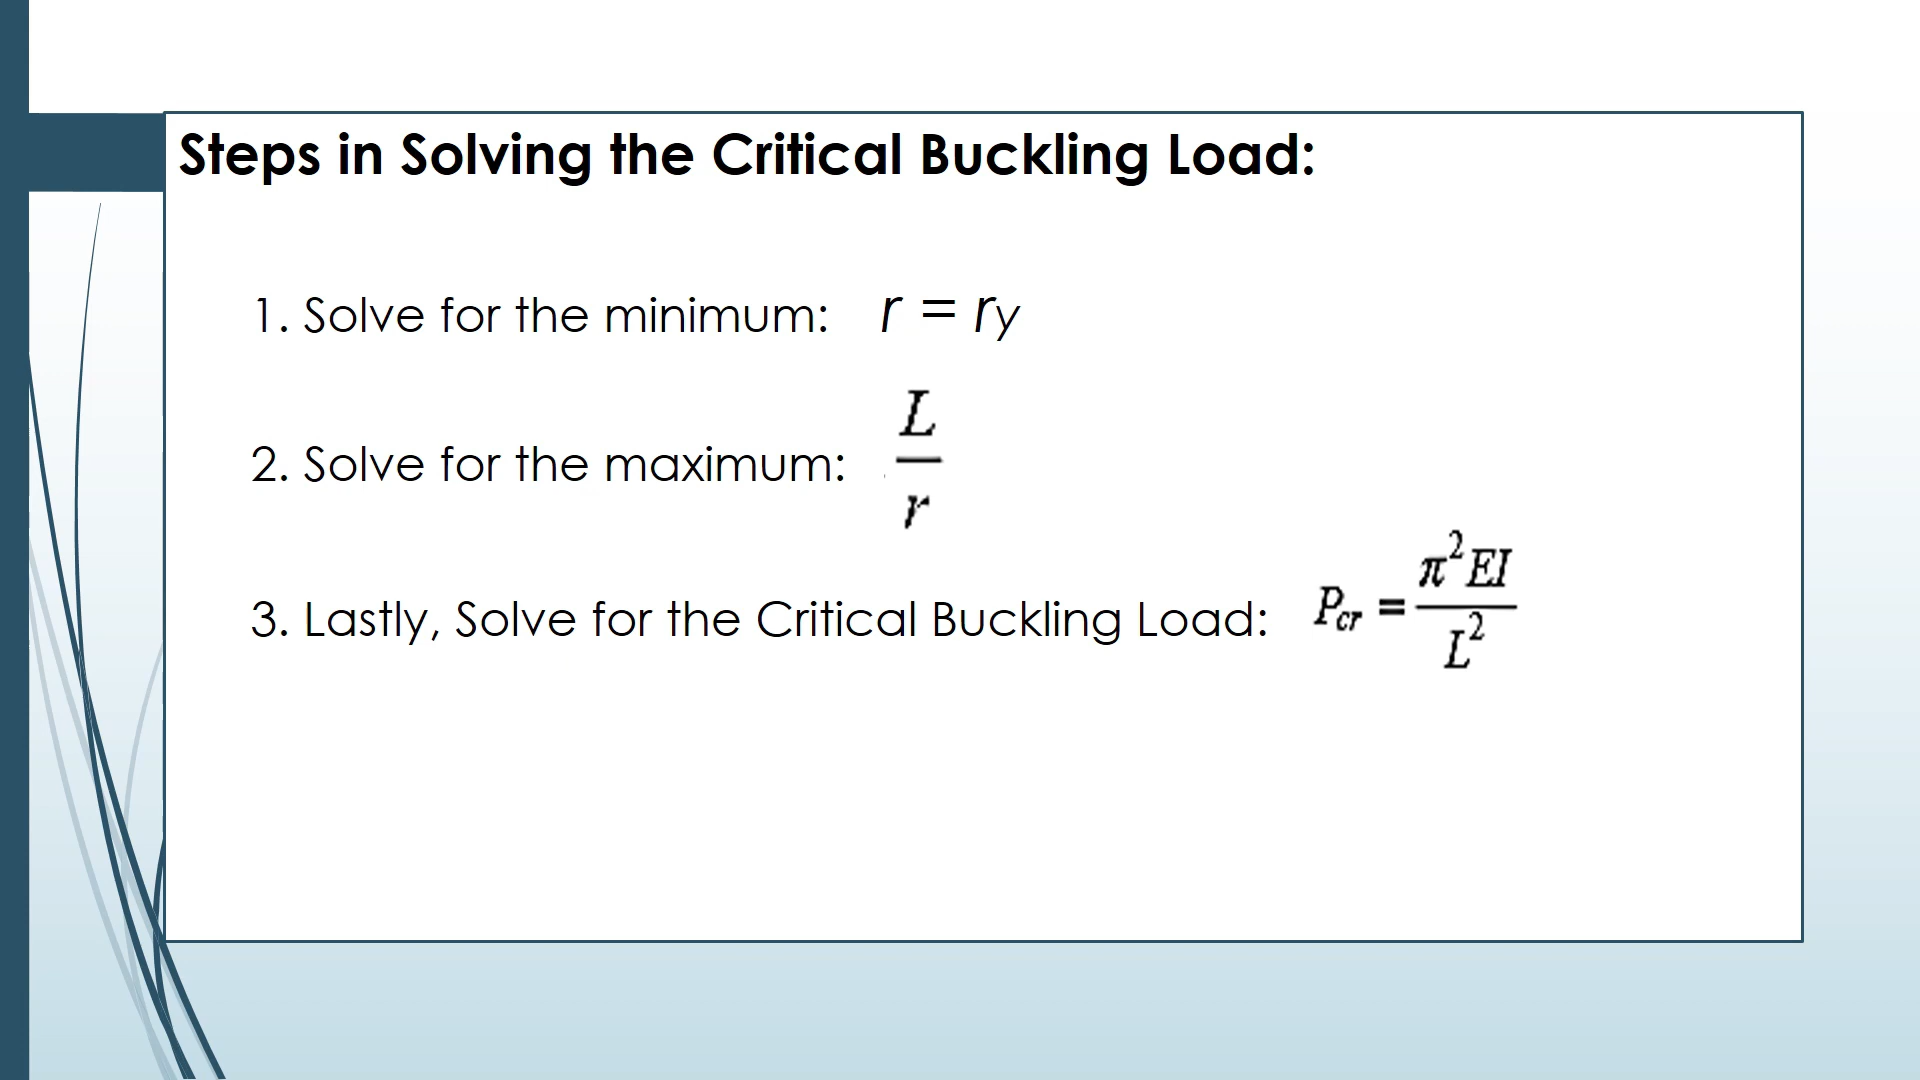 Steps in Solving the Critical Buckling Load:
1. Solve for the minimum: r = ry
2. Solve for the maximum: L/r
3. Lastly, Solve for the Critical Buckling Load: Pcr = π²EI/L²